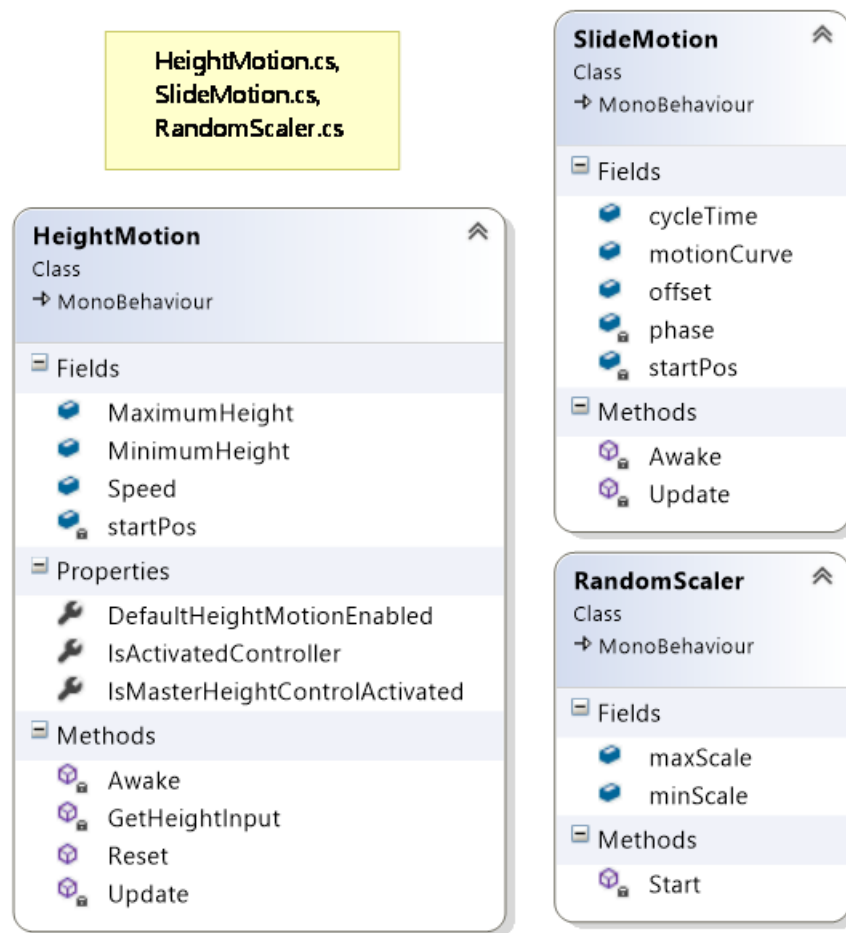 HeightMotion.cs,
SlideMotion.cs,
RandomScaler.cs
HeightMotion
Class
MonoBehaviour
Fields
MaximumHeight
MinimumHeight
Speed
startPos
Properties
DefaultHeightMotionEnabled
IsActivatedController
IsMasterHeightControlActivated
Methods
Awake
GetHeightInput
Reset
Update
SlideMotion
Class
MonoBehaviour
Fields
cycleTime
motionCurve
offset
phase
startPos
Methods
Awake
Update
RandomScaler
Class
MonoBehaviour
Fields
maxScale
minScale
Methods
Start